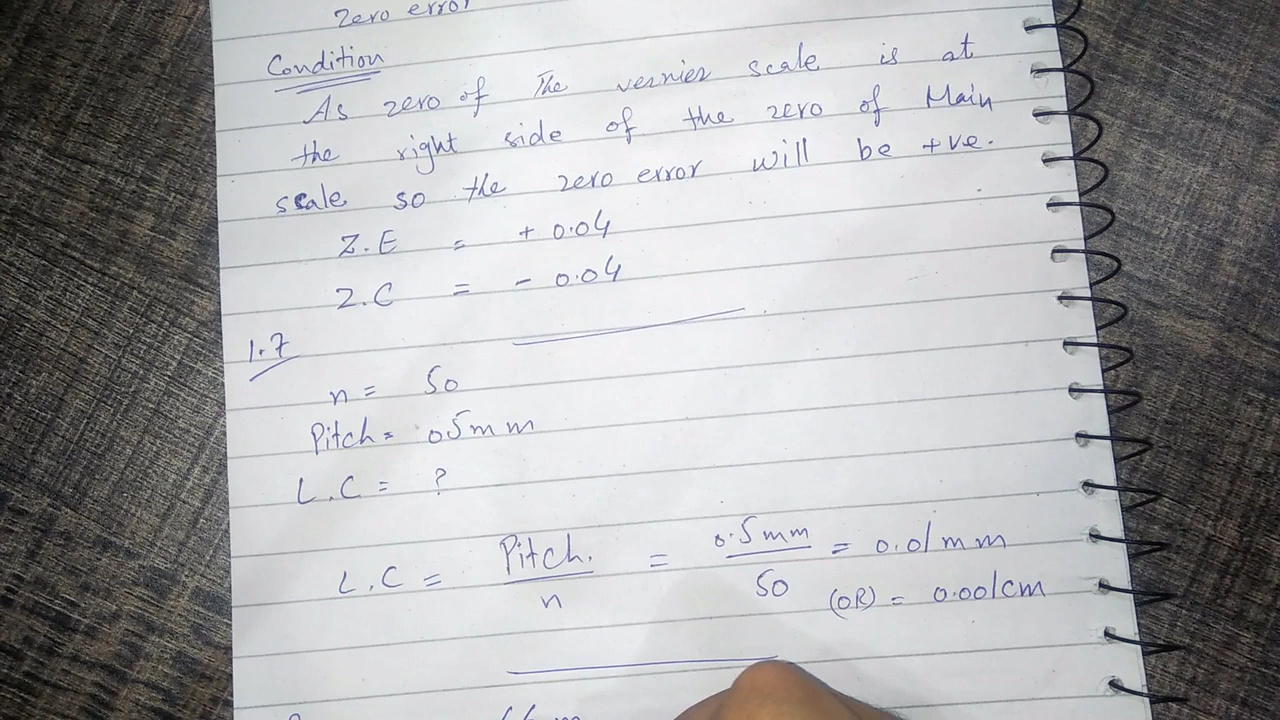 Zero error
Condition
As zero of The vernier scale is at
the right side of the zero of Main
scale so the zero error will be +ve.
Z.E = + 0.04
Z.C = - 0.04
1.7
n = 50
Pitch = 0.5mm
L.C = ?
L.C = Pitch. / n = 0.5mm / 50 = 0.01mm
(OR) = 0.001cm